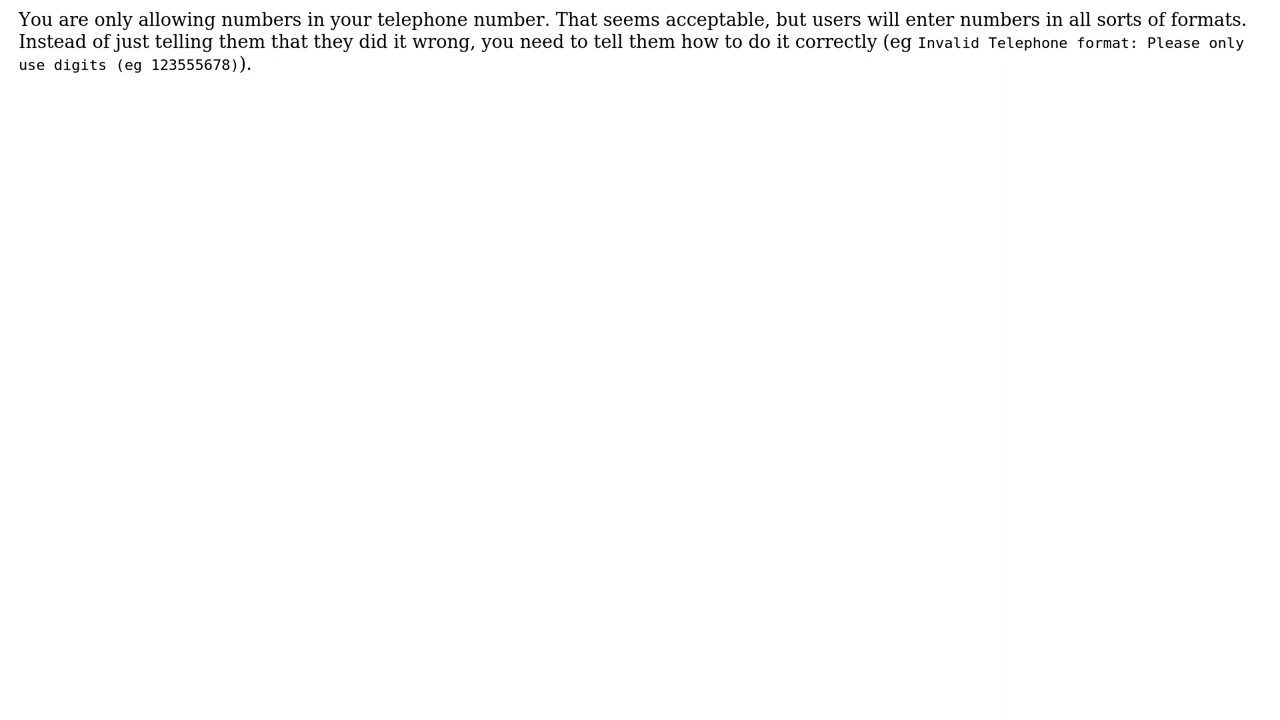 You are only allowing numbers in your telephone number. That seems acceptable, but users will enter numbers in all sorts of formats.
Instead of just telling them that they did it wrong, you need to tell them how to do it correctly (eg Invalid Telephone format: Please only
use digits (eg 123555678)).